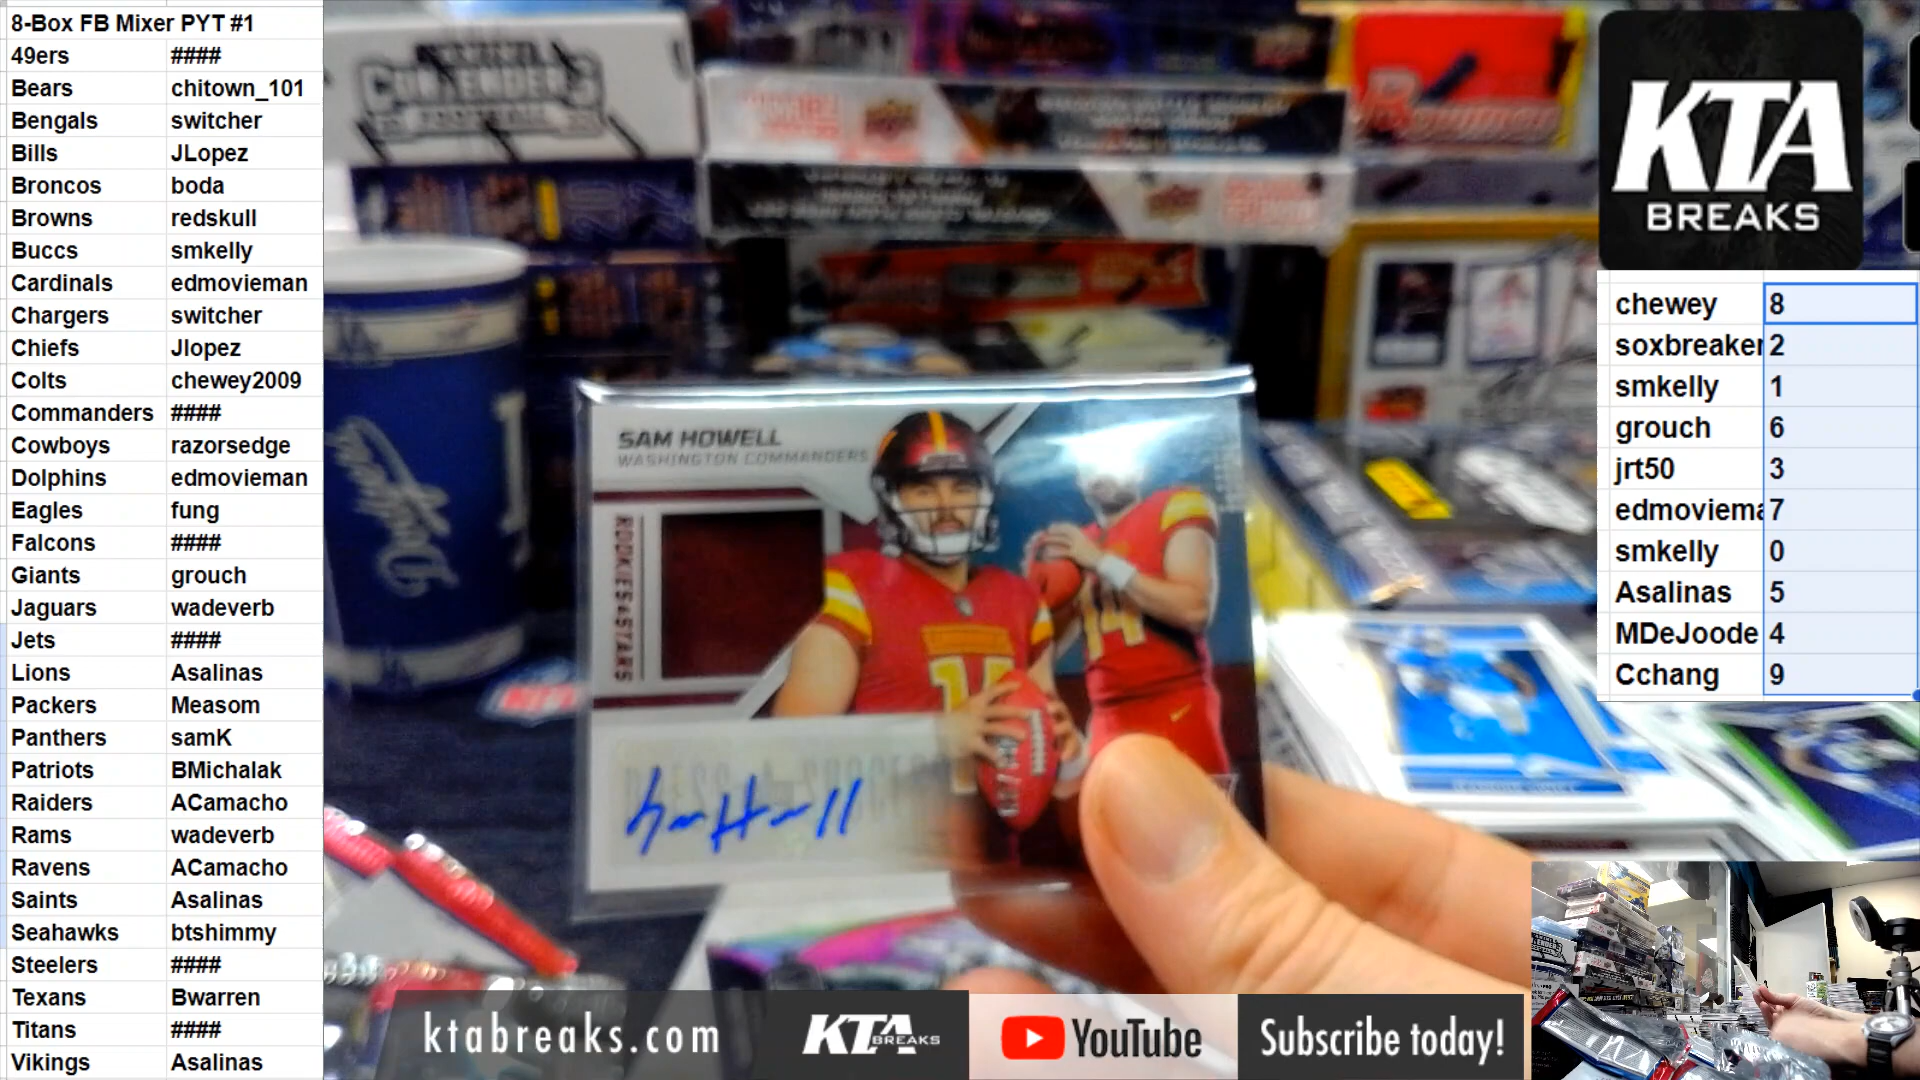 8-Box FB Mixer PYT #1
49ers ####
Bears chitown_101
Bengals switcher
Bills JLopez
Broncos boda
Browns redskull
Buccs smkelly
Cardinals edmovieman
Chargers switcher
Chiefs Jlopez
Colts chewey2009
Commanders ####
Cowboys razorsedge
Dolphins edmovieman
Eagles fung
Falcons ####
Giants grouch
Jaguars wadeverb
Jets ####
Lions Asalinas
Packers Measom
Panthers samK
Patriots BMichalak
Raiders ACamacho
Rams wadeverb
Ravens ACamacho
Saints Asalinas
Seahawks btshimmy
Steelers ####
Texans Bwarren
Titans ####
Vikings Asalinas
CONTENDERS
FOOTBALL
Bowman
SAM HOWELL
WASHINGTON COMMANDERS
ROOKIES & STARS
14
KTA
BREAKS
chewey 8
soxbreaker 2
smkelly 1
grouch 6
jrt50 3
edmoviema 7
smkelly 0
Asalinas 5
MDeJoode 4
Cchang 9
ktabreaks.com
KTA BREAKS
YouTube
Subscribe today!